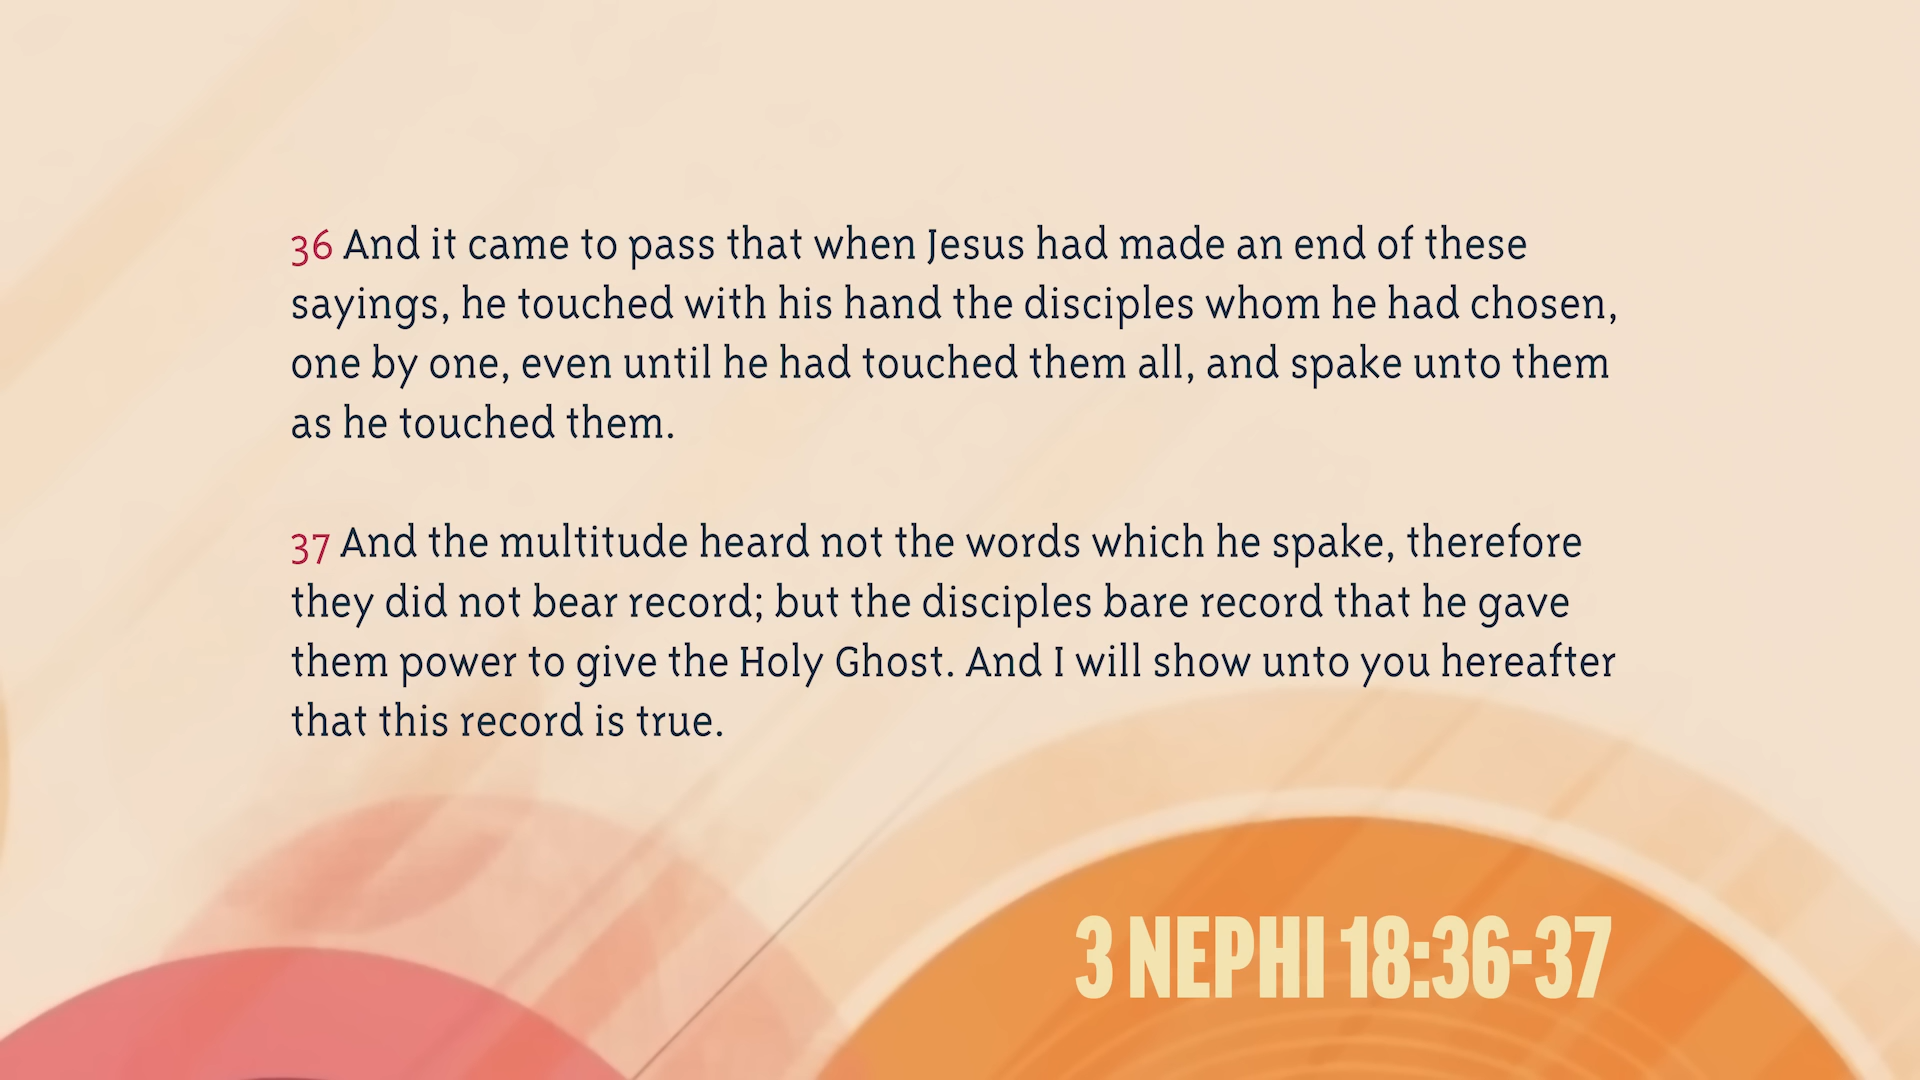 36 And it came to pass that when Jesus had made an end of these
sayings, he touched with his hand the disciples whom he had chosen,
one by one, even until he had touched them all, and spake unto them
as he touched them.
37 And the multitude heard not the words which he spake, therefore
they did not bear record; but the disciples bare record that he gave
them power to give the Holy Ghost. And I will show unto you hereafter
that this record is true.
3 NEPHI 18:36-37